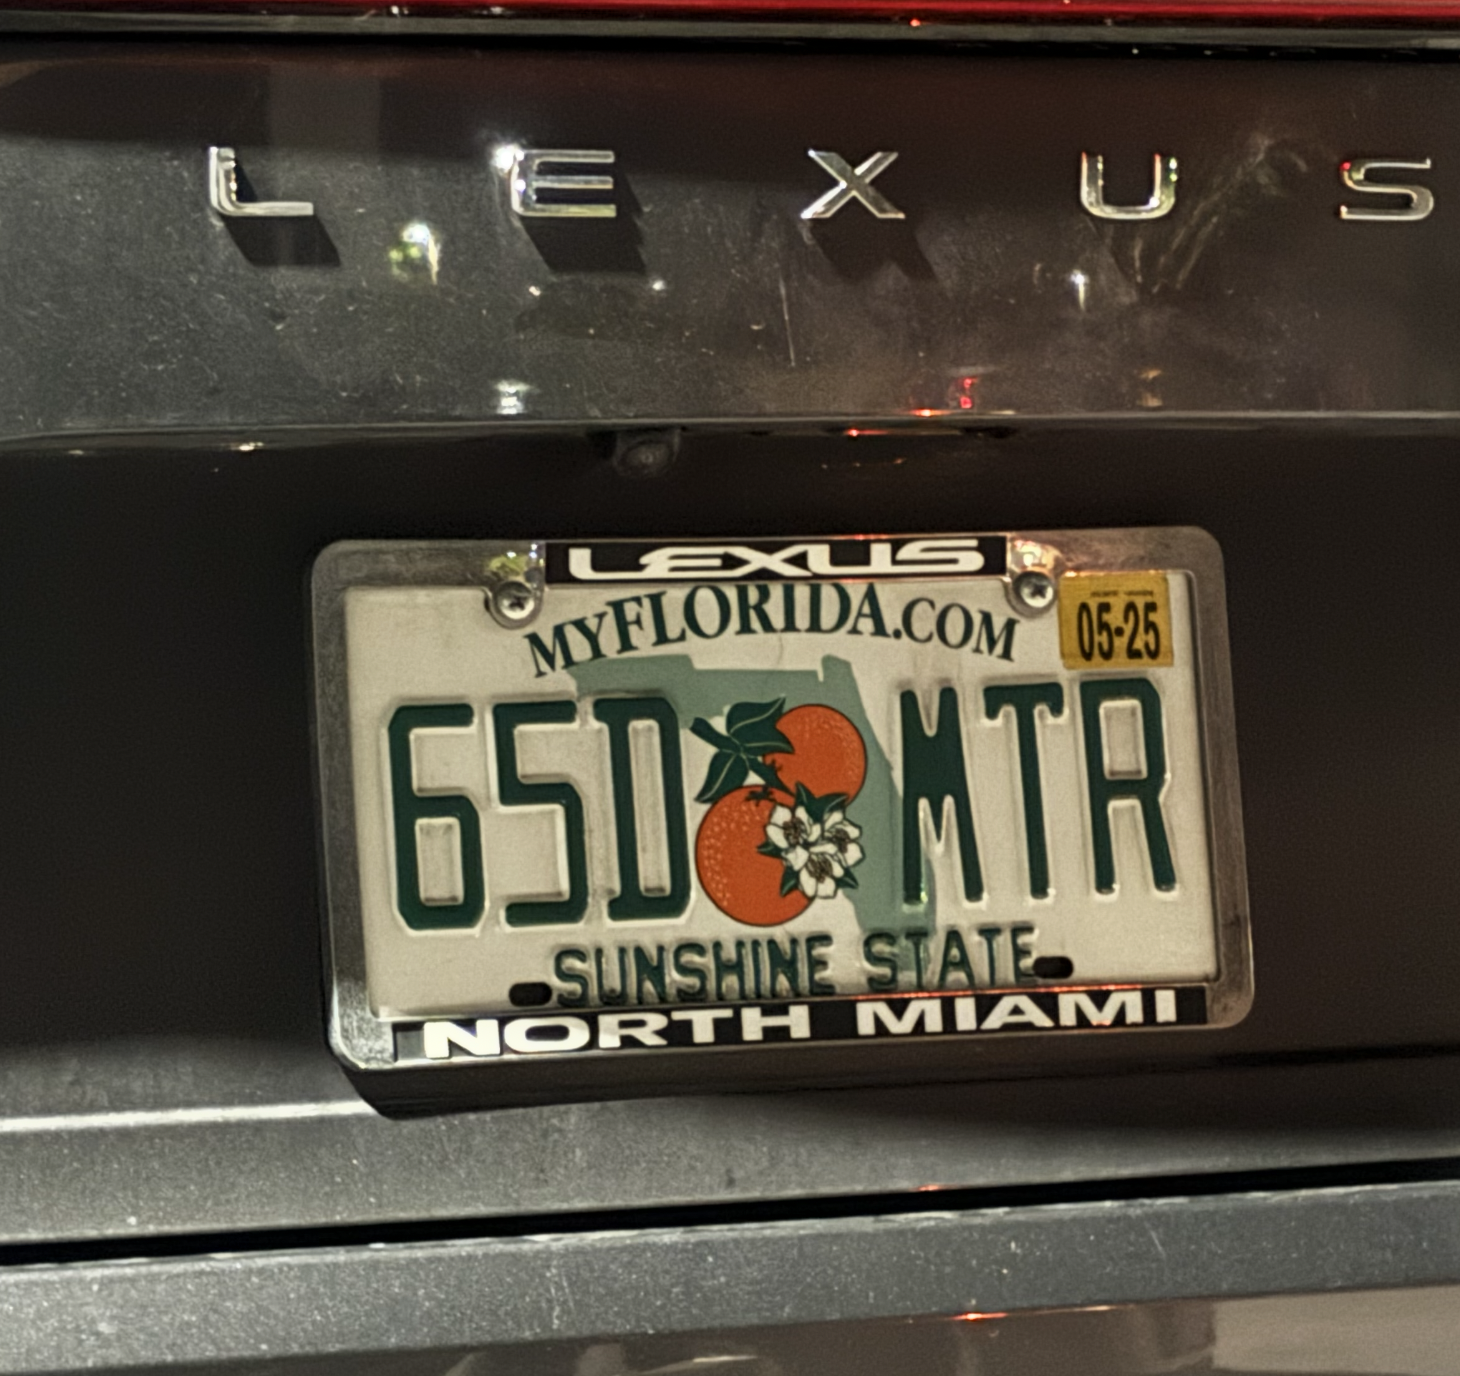 LEXUS
LEXUS
MYFLORIDA.COM
05-25
65D MTR
SUNSHINE STATE
NORTH MIAMI